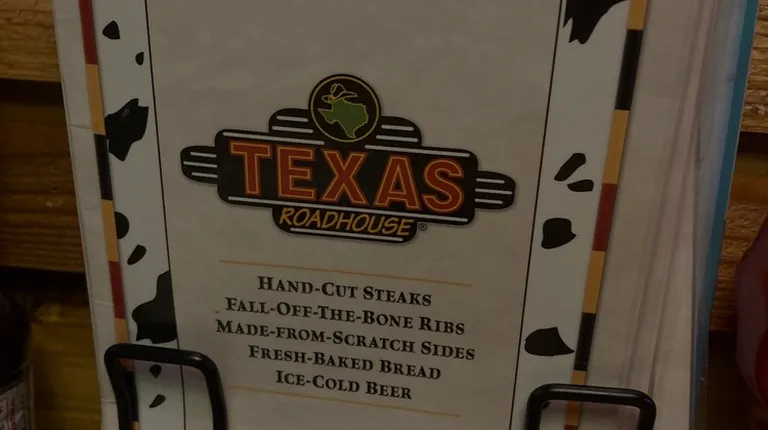 TEXAS
ROADHOUSE®
HAND-CUT STEAKS
FALL-OFF-THE-BONE RIBS
MADE-FROM-SCRATCH SIDES
FRESH-BAKED BREAD
ICE-COLD BEER